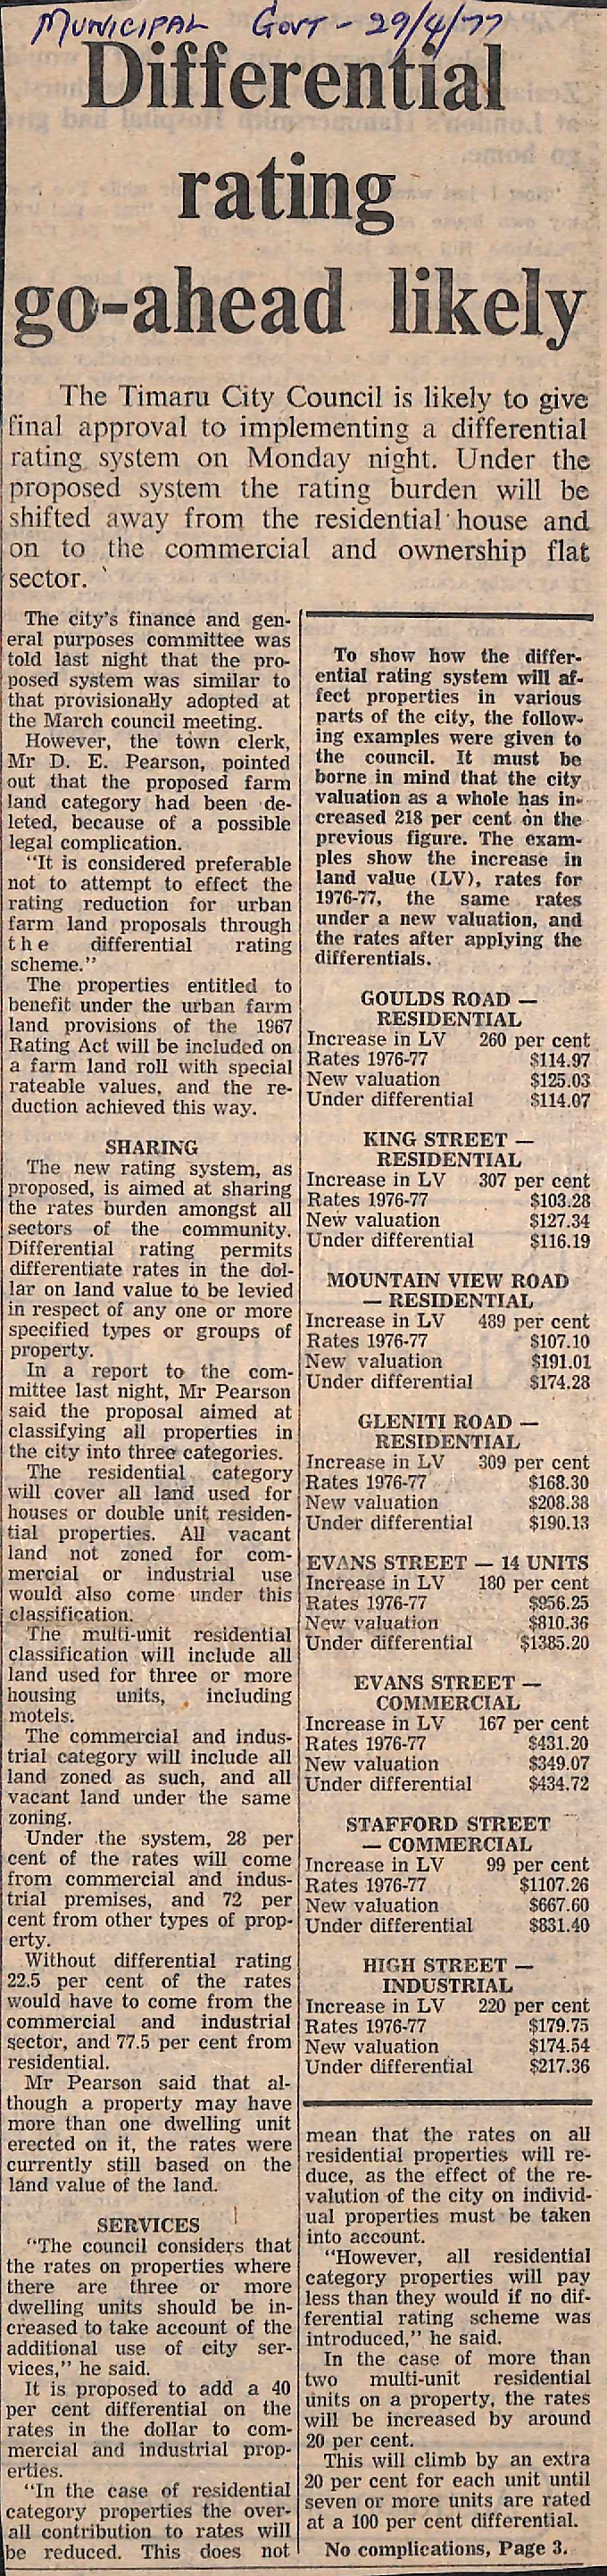 MUNICIPAL GOVT - 29/4/77
Differential
rating
go-ahead likely
The Timaru City Council is likely to give
final approval to implementing a differential
rating system on Monday night. Under the
proposed system the rating burden will be
shifted away from the residential house and
on to the commercial and ownership flat
sector.
The city's finance and gen-
eral purposes committee was
told last night that the pro-
posed system was similar to
that provisionally adopted at
the March council meeting.
However, the town clerk,
Mr D. E. Pearson, pointed
out that the proposed farm
land category had been de-
leted, because of a possible
legal complication.
"It is considered preferable
not to attempt to effect the
rating reduction for urban
farm land proposals through
the differential rating
scheme."
The properties entitled to
benefit under the urban farm
land provisions of the 1967
Rating Act will be included on
a farm land roll with special
rateable values, and the re-
duction achieved this way.
SHARING
The new rating system, as
proposed, is aimed at sharing
the rates burden amongst all
sectors of the community.
Differential rating permits
differentiate rates in the dol-
lar on land value to be levied
in respect of any one or more
specified types or groups of
property.
In a report to the com-
mittee last night, Mr Pearson
said the proposal aimed at
classifying all properties in
the city into three categories.
The residential category
will cover all land used for
houses or double unit residen-
tial properties. All vacant
land not zoned for com-
mercial or industrial use
would also come under this
classification.
The multi-unit residential
classification will include all
land used for three or more
housing units, including
motels.
The commercial and indus-
trial category will include all
land zoned as such, and all
vacant land under the same
zoning.
Under the system, 28 per
cent of the rates will come
from commercial and indus-
trial premises, and 72 per
cent from other types of prop-
erty.
Without differential rating
22.5 per cent of the rates
would have to come from the
commercial and industrial
sector, and 77.5 per cent from
residential.
Mr Pearson said that al-
though a property may have
more than one dwelling unit
erected on it, the rates were
currently still based on the
land value of the land.
SERVICES
"The council considers that
the rates on properties where
there are three or more
dwelling units should be in-
creased to take account of the
additional use of city ser-
vices," he said.
It is proposed to add a 40
per cent differential on the
rates in the dollar to com-
mercial and industrial prop-
erties.
"In the case of residential
category properties the over-
all contribution to rates will
be reduced. This does not
To show how the differ-
ential rating system will af-
fect properties in various
parts of the city, the follow-
ing examples were given to
the council. It must be
borne in mind that the city
valuation as a whole has in-
creased 218 per cent on the
previous figure. The exam-
ples show the increase in
land value (LV), rates for
1976-77, the same rates
under a new valuation, and
the rates after applying the
differentials.
GOULDS ROAD —
RESIDENTIAL
Increase in LV 260 per cent
Rates 1976-77 $114.97
New valuation $125.03
Under differential $114.07
KING STREET —
RESIDENTIAL
Increase in LV 307 per cent
Rates 1976-77 $103.28
New valuation $127.34
Under differential $116.19
MOUNTAIN VIEW ROAD
— RESIDENTIAL
Increase in LV 489 per cent
Rates 1976-77 $107.10
New valuation $191.01
Under differential $174.28
GLENITI ROAD —
RESIDENTIAL
Increase in LV 309 per cent
Rates 1976-77 $168.30
New valuation $208.38
Under differential $190.13
EVANS STREET — 14 UNITS
Increase in LV 180 per cent
Rates 1976-77 $956.25
New valuation $810.36
Under differential $1385.20
EVANS STREET —
COMMERCIAL
Increase in LV 167 per cent
Rates 1976-77 $431.20
New valuation $349.07
Under differential $434.72
STAFFORD STREET
— COMMERCIAL
Increase in LV 99 per cent
Rates 1976-77 $1107.26
New valuation $667.60
Under differential $831.40
HIGH STREET —
INDUSTRIAL
Increase in LV 220 per cent
Rates 1976-77 $179.75
New valuation $174.54
Under differential $217.36
mean that the rates on all
residential properties will re-
duce, as the effect of the re-
valution of the city on individ-
ual properties must be taken
into account.
"However, all residential
category properties will pay
less than they would if no dif-
ferential rating scheme was
introduced," he said.
In the case of more than
two multi-unit residential
units on a property, the rates
will be increased by around
20 per cent.
This will climb by an extra
20 per cent for each unit until
seven or more units are rated
at a 100 per cent differential.
No complications, Page 3.